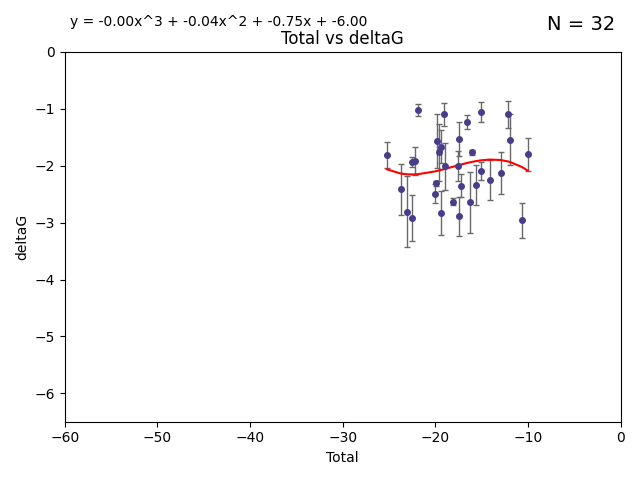 y = -0.00x^3 + -0.04x^2 + -0.75x + -6.00
N = 32
Total vs deltaG
0
−1
−2
−3
−4
−5
−6
deltaG
−60 −50 −40 −30 −20 −10 0
Total